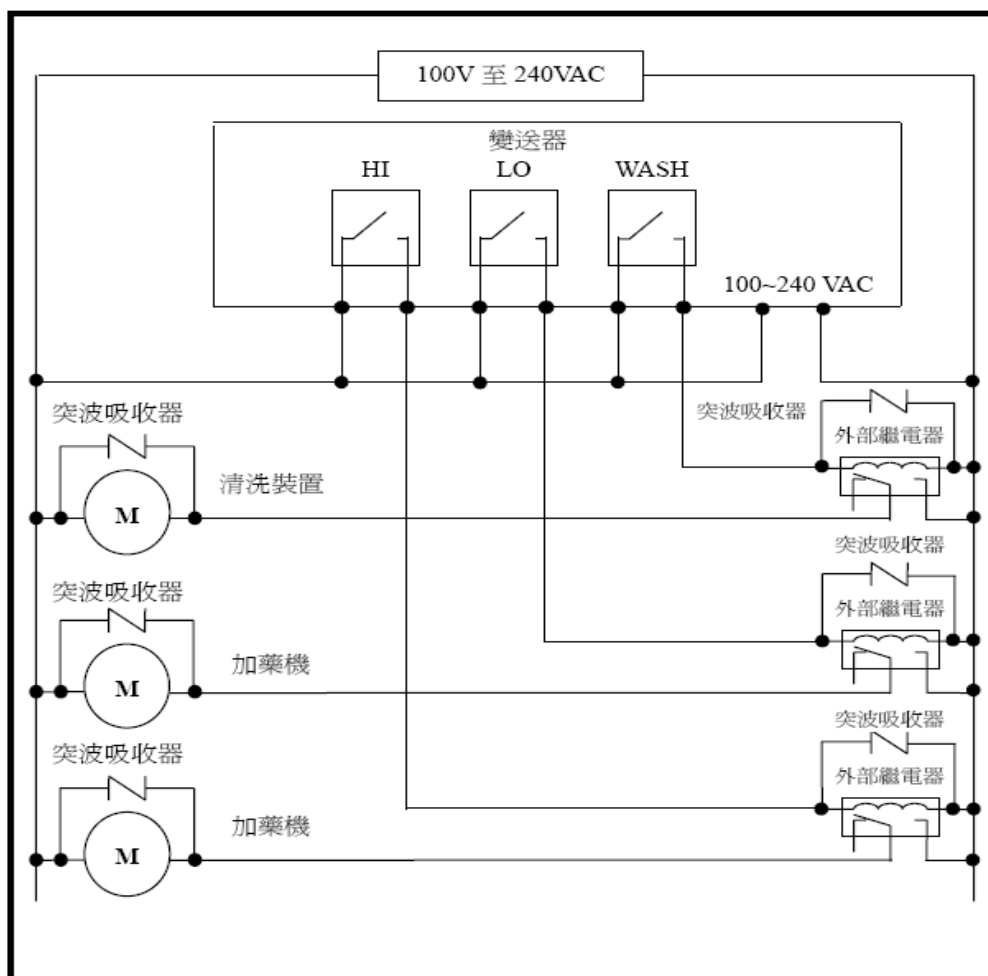 100V 至 240VAC
變送器
HI LO WASH
100~240 VAC
突波吸收器
突波吸收器
外部繼電器
清洗裝置
M
突波吸收器
突波吸收器
外部繼電器
加藥機
M
突波吸收器
突波吸收器
外部繼電器
加藥機
M